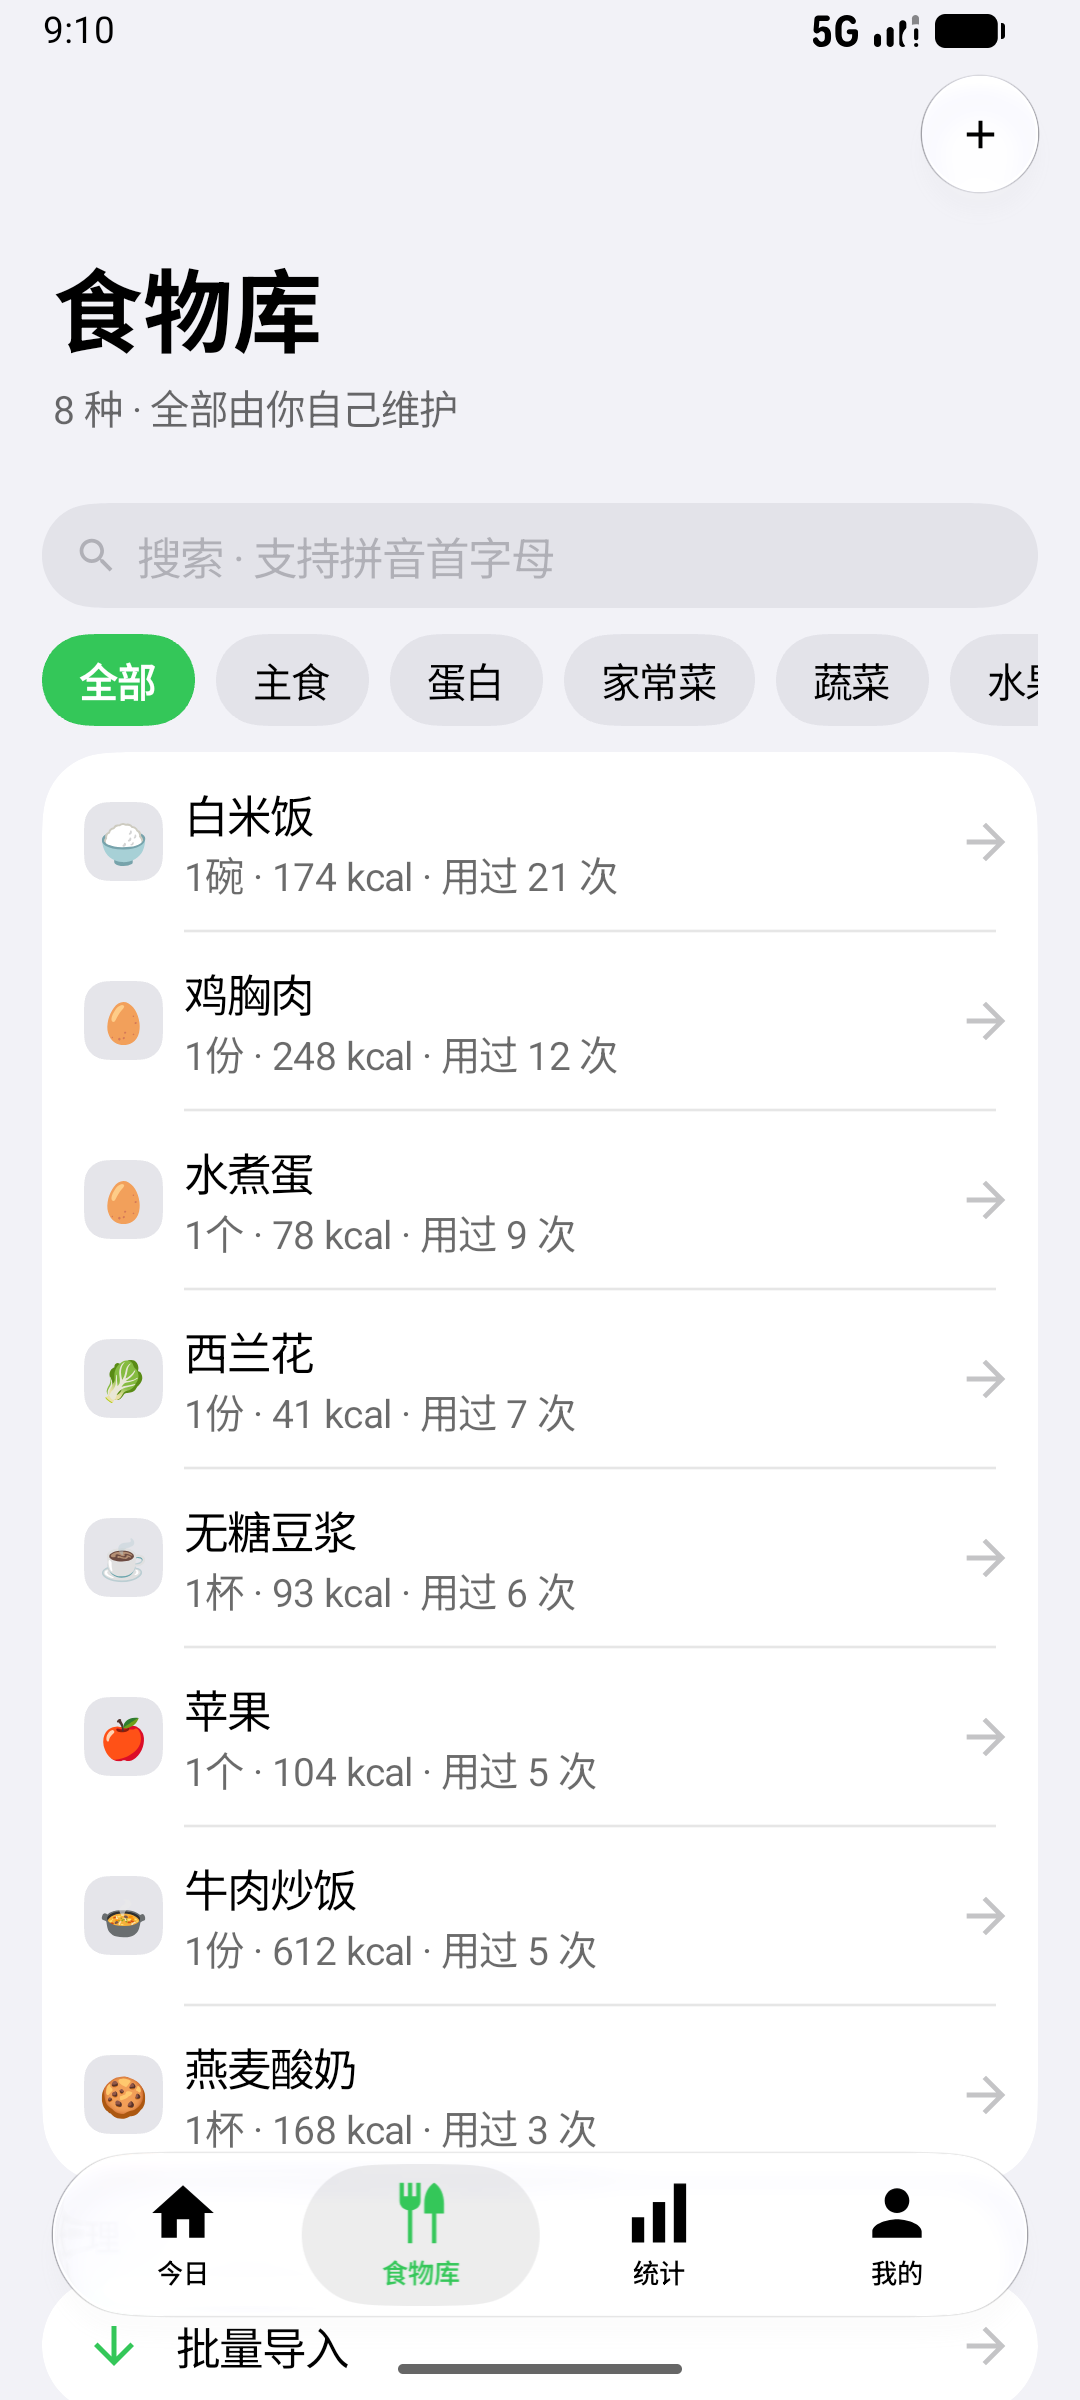 9:10
5G
食物库
8 种 · 全部由你自己维护
搜索 · 支持拼音首字母
全部
主食
蛋白
家常菜
蔬菜
水果
白米饭
1碗 · 174 kcal · 用过 21 次
鸡胸肉
1份 · 248 kcal · 用过 12 次
水煮蛋
1个 · 78 kcal · 用过 9 次
西兰花
1份 · 41 kcal · 用过 7 次
无糖豆浆
1杯 · 93 kcal · 用过 6 次
苹果
1个 · 104 kcal · 用过 5 次
牛肉炒饭
1份 · 612 kcal · 用过 5 次
燕麦酸奶
1杯 · 168 kcal · 用过 3 次
今日
食物库
统计
我的
批量导入